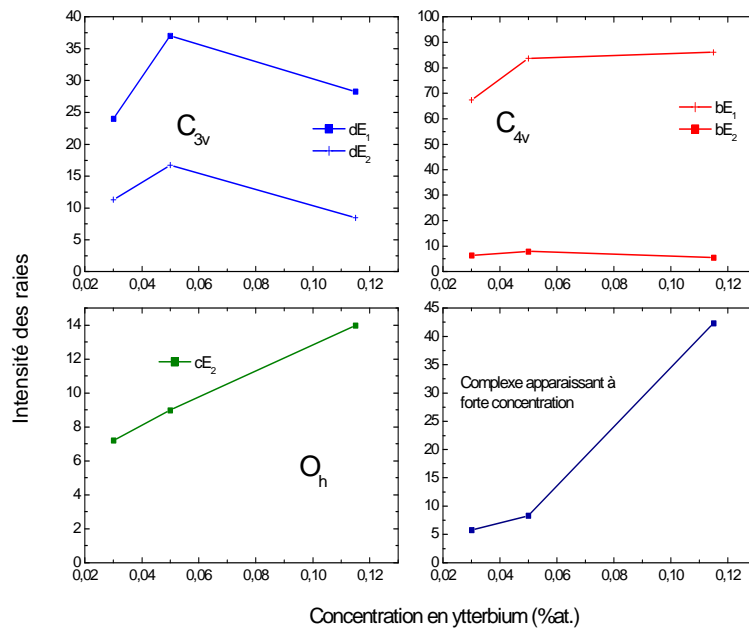 Intensité des raies
40
35
30
25
20
15
10
5
0
0,02 0,04 0,06 0,08 0,10 0,12
C3v
dE1
dE2
100
90
80
70
60
50
40
30
20
10
0
0,02 0,04 0,06 0,08 0,10 0,12
C4v
bE1
bE2
14
12
10
8
6
4
2
0
0,02 0,04 0,06 0,08 0,10 0,12
cE2
Oh
45
40
35
30
25
20
15
10
5
0
0,02 0,04 0,06 0,08 0,10 0,12
Complexe apparaissant à
forte concentration
Concentration en ytterbium (%at.)